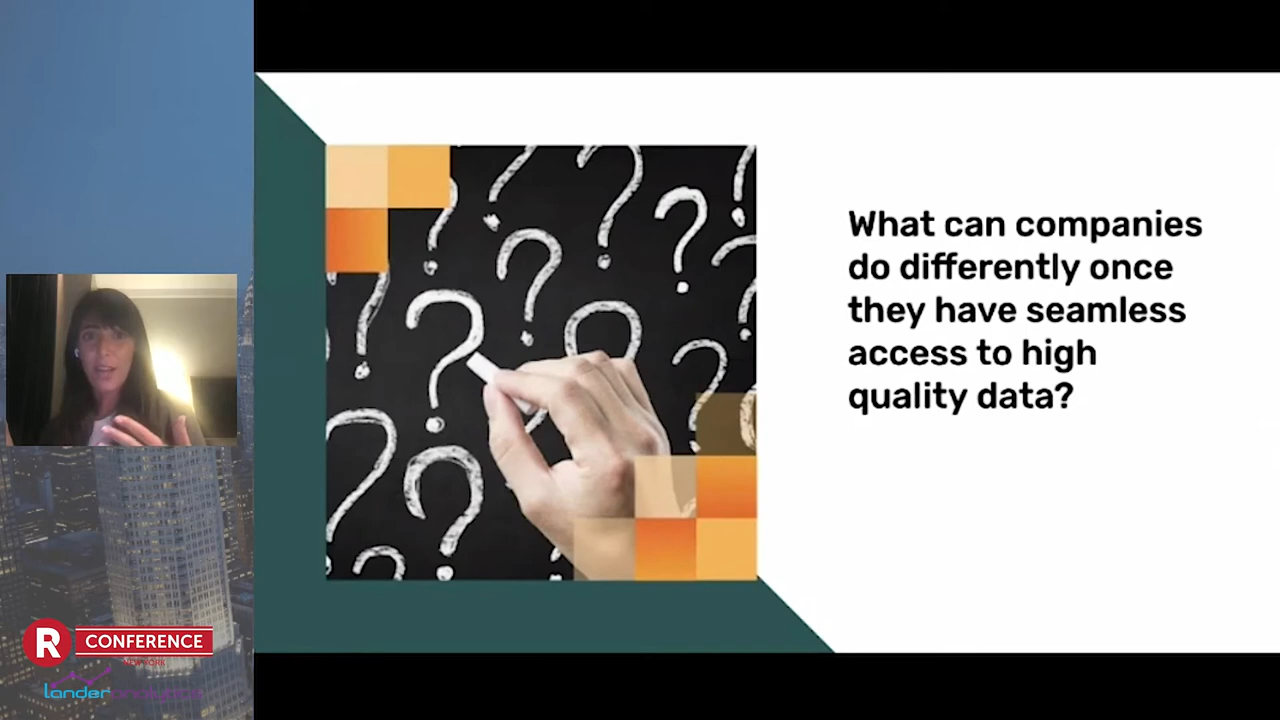 What can companies
do differently once
they have seamless
access to high
quality data?
R
CONFERENCE
NEW YORK
lander analytics